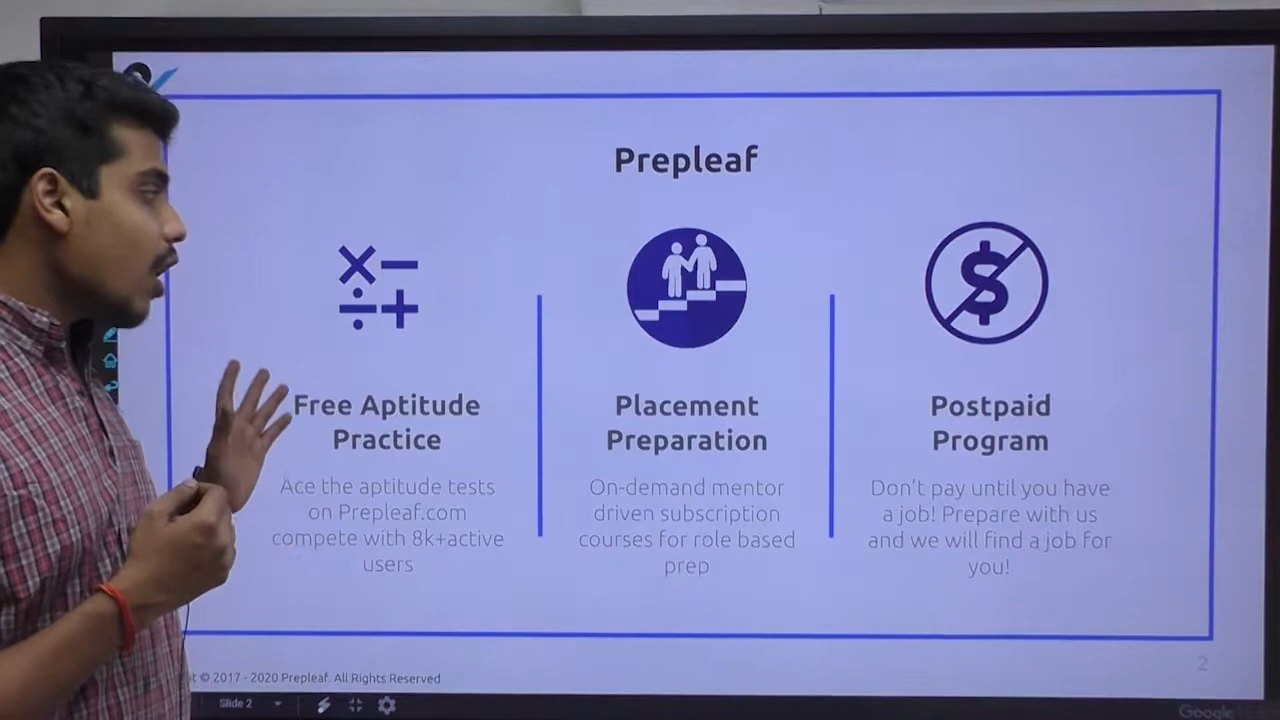 Prepleaf
Free Aptitude
Practice
Ace the aptitude tests
on Prepleaf.com
compete with 8k+active
users
Placement
Preparation
On-demand mentor
driven subscription
courses for role based
prep
Postpaid
Program
Don't pay until you have
a job! Prepare with us
and we will find a job for
you!
2
© 2017 - 2020 Prepleaf. All Rights Reserved
Slide 2
Google